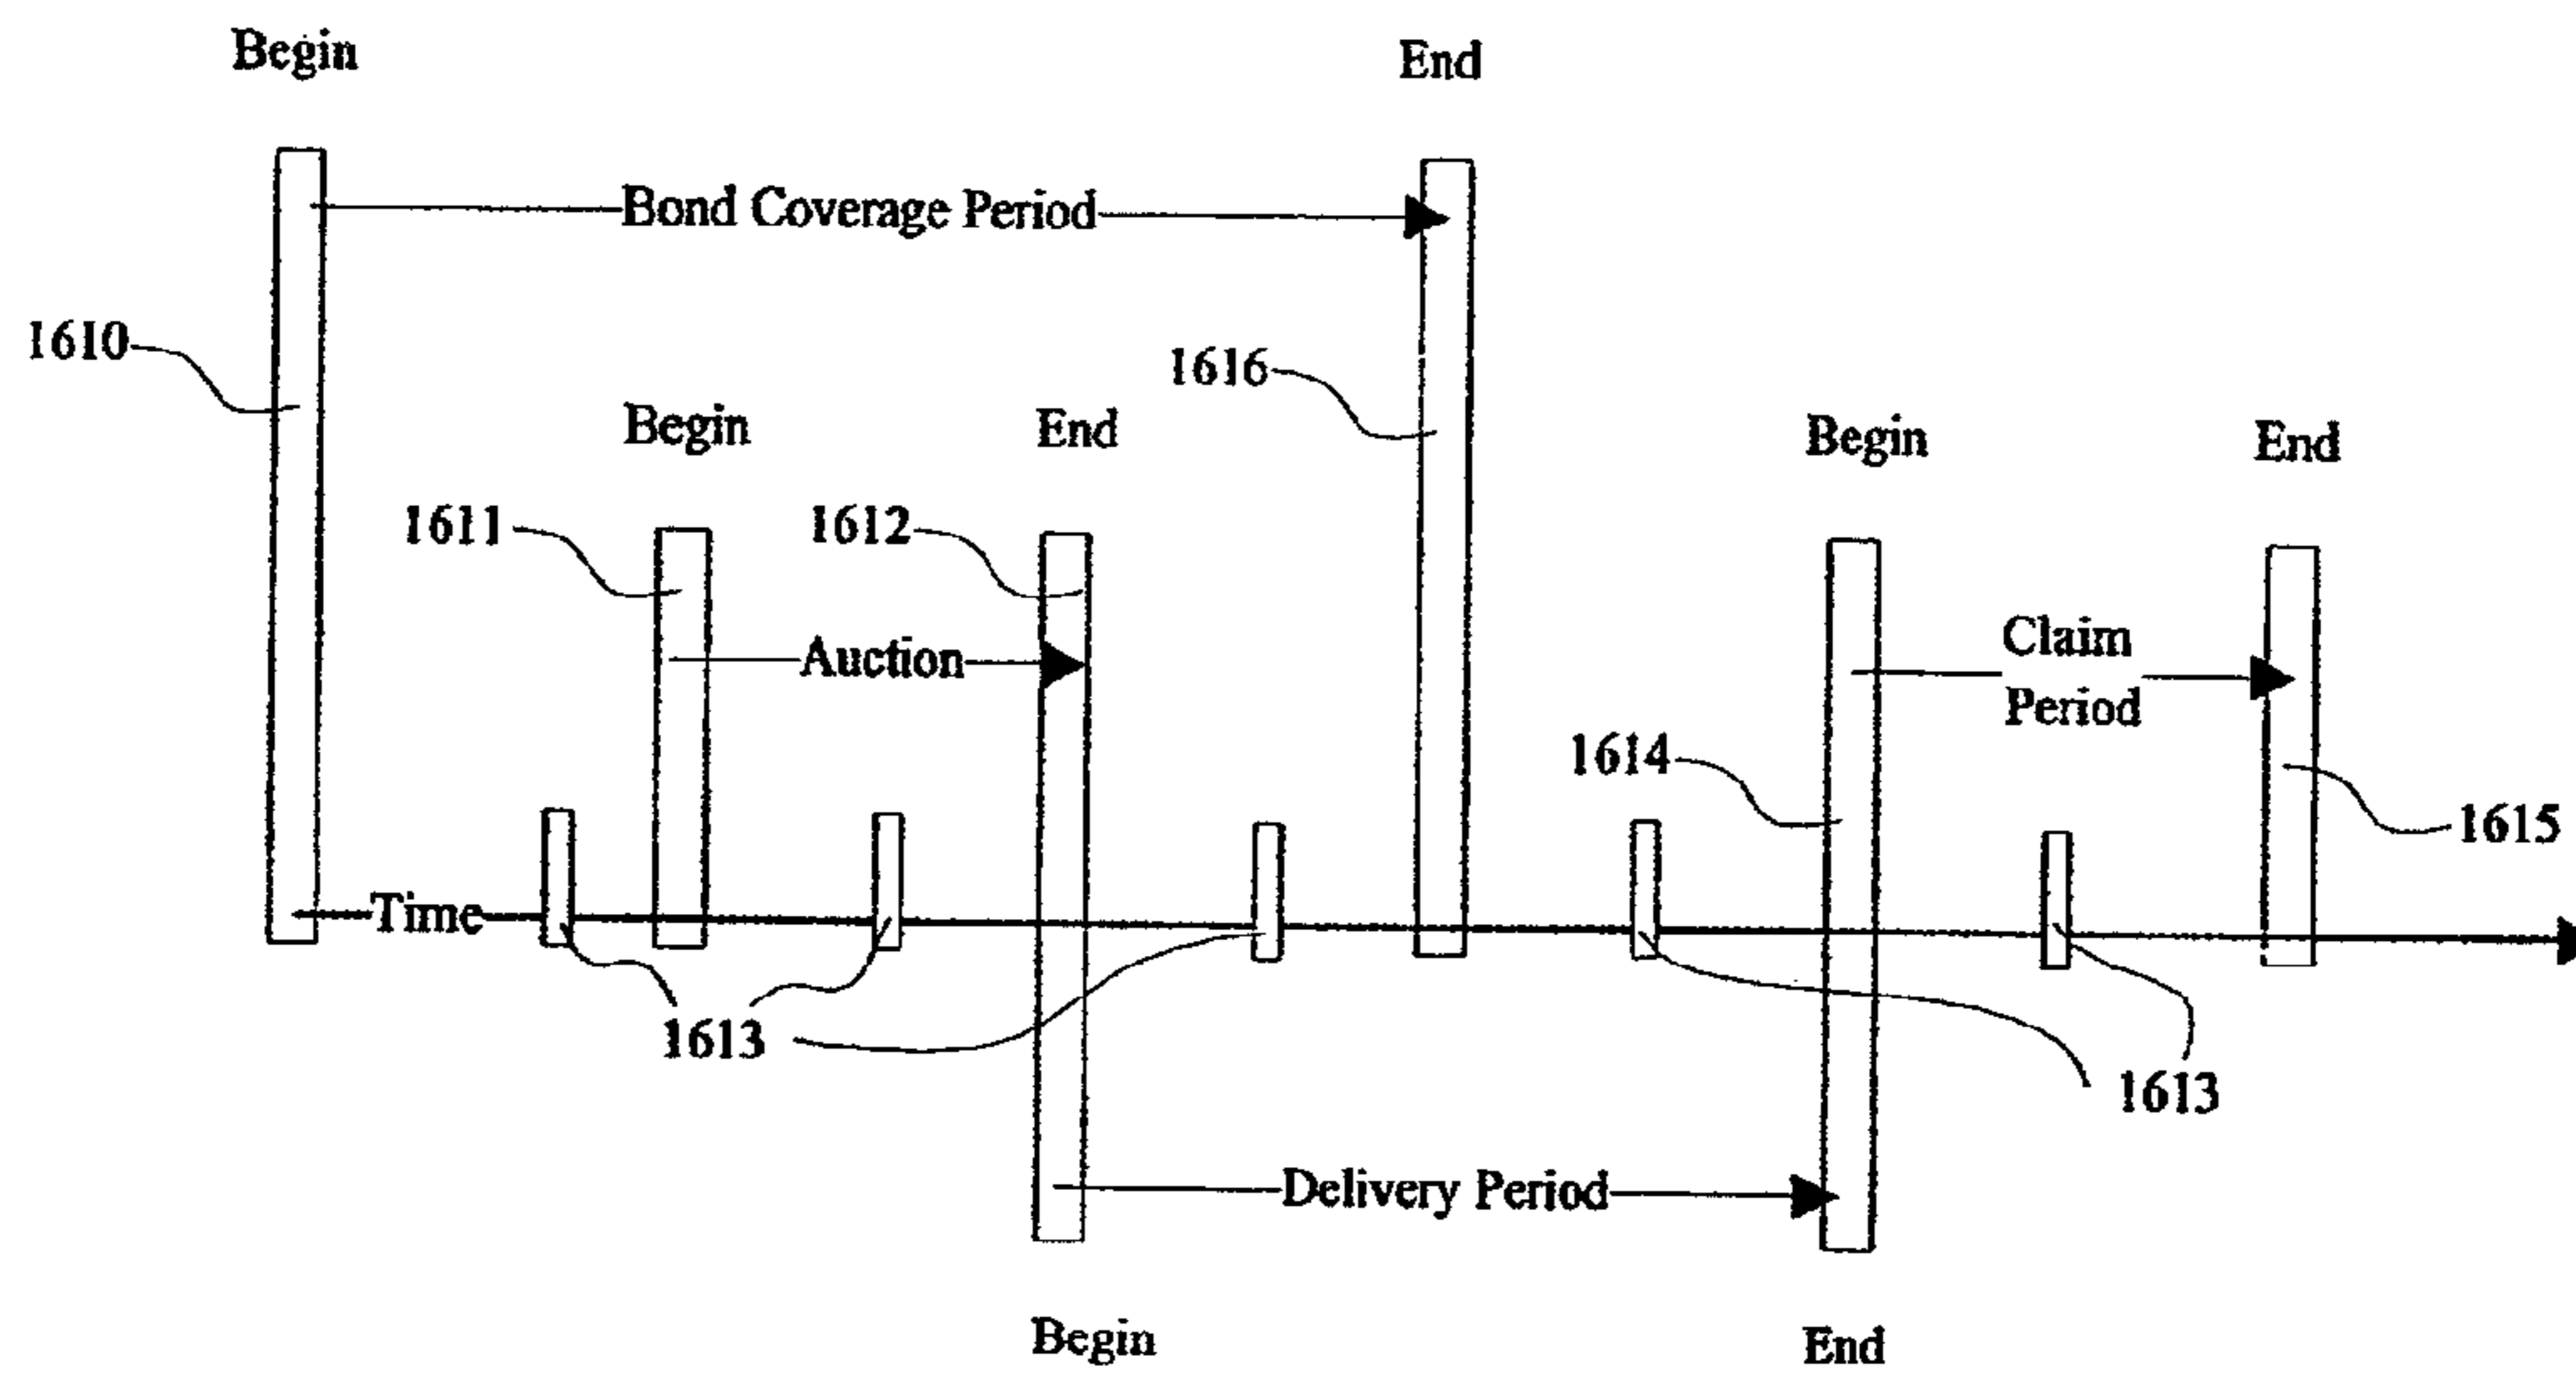 Begin
End
Bond Coverage Period
1610
1616
Begin
End
Begin
End
1611
1612
Auction
Claim
Period
1614
1615
Time
1613
1613
Delivery Period
Begin
End